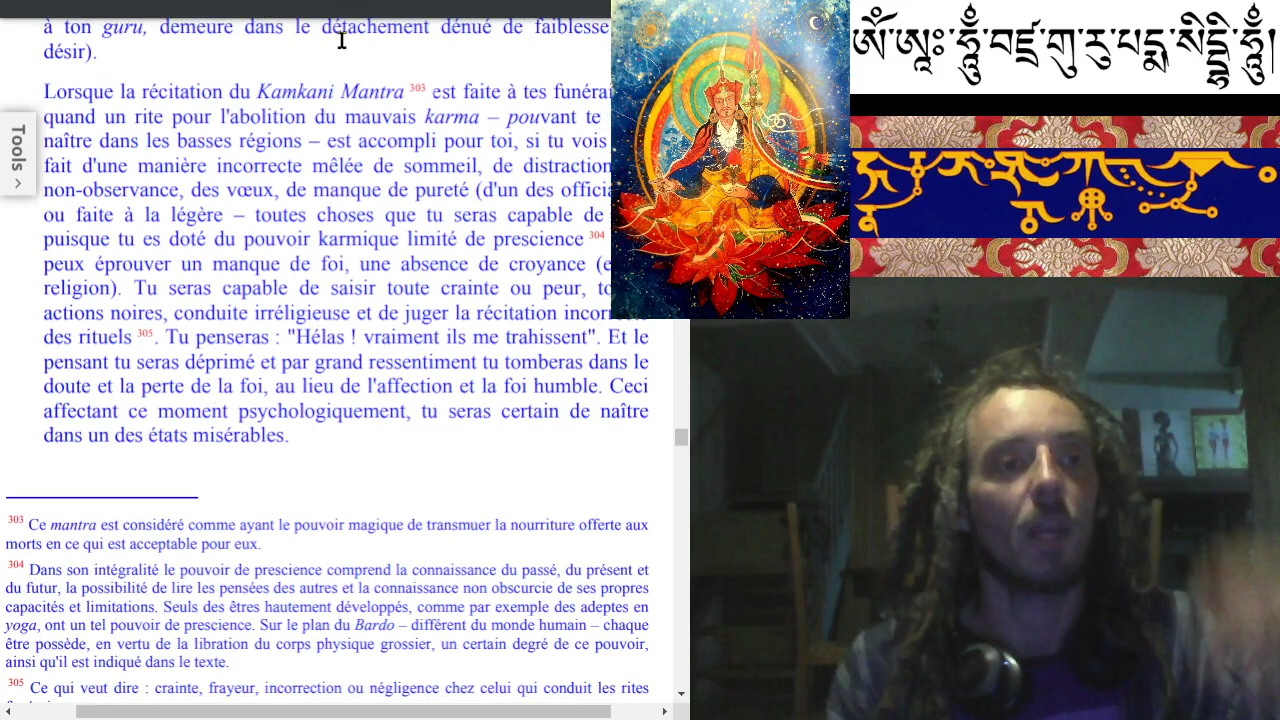 à ton guru, demeure dans le détachement dénué de faiblesse
désir).
Lorsque la récitation du Kamkani Mantra 303 est faite à tes
quand un rite pour l'abolition du mauvais karma – pouvant te
naître dans les basses régions – est accompli pour toi, si tu vois
fait d'une manière incorrecte mêlée de sommeil, de distraction
non-observance, des vœux, de manque de pureté (d'un des
ou faite à la légère – toutes choses que tu seras capable de
puisque tu es doté du pouvoir karmique limité de prescience 304
peux éprouver un manque de foi, une absence de croyance
religion). Tu seras capable de saisir toute crainte ou peur,
actions noires, conduite irréligieuse et de juger la récitation
des rituels 305. Tu penseras : "Hélas ! vraiment ils me trahissent". Et le
pensant tu seras déprimé et par grand ressentiment tu tomberas dans le
doute et la perte de la foi, au lieu de l'affection et la foi humble. Ceci
affectant ce moment psychologiquement, tu seras certain de naître
dans un des états misérables.
303 Ce mantra est considéré comme ayant le pouvoir magique de transmuer la nourriture offerte aux
morts en ce qui est acceptable pour eux.
304 Dans son intégralité le pouvoir de prescience comprend la connaissance du passé, du présent et
du futur, la possibilité de lire les pensées des autres et la connaissance non obscurcie de ses propres
capacités et limitations. Seuls des êtres hautement développés, comme par exemple des adeptes en
yoga, ont un tel pouvoir de prescience. Sur le plan du Bardo – différent du monde humain – chaque
être possède, en vertu de la libration du corps physique grossier, un certain degré de ce pouvoir,
ainsi qu'il est indiqué dans le texte.
305 Ce qui veut dire : crainte, frayeur, incorrection ou négligence chez celui qui conduit les rites
Tools
ༀ་ཨཱཿ་ཧཱུྃ་བཛྲ་གུ་རུ་པདྨ་སིདྡྷི་ཧཱུྃ།